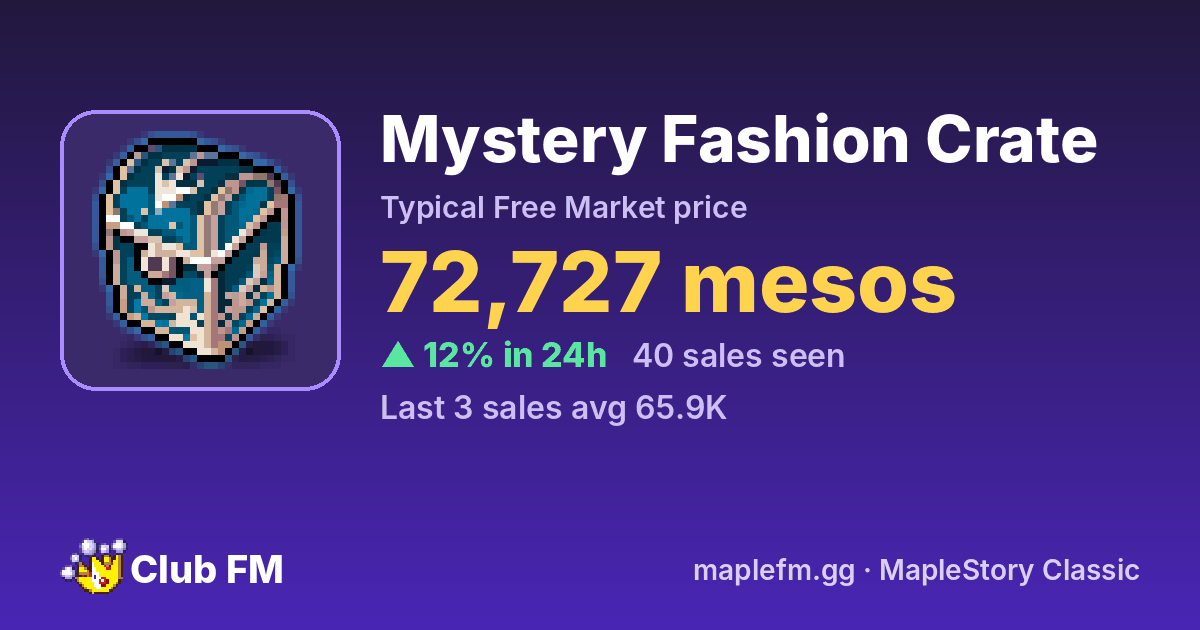 Mystery Fashion Crate
Typical Free Market price
72,727 mesos
▲ 12% in 24h 40 sales seen
Last 3 sales avg 65.9K
Club FM
maplefm.gg · MapleStory Classic